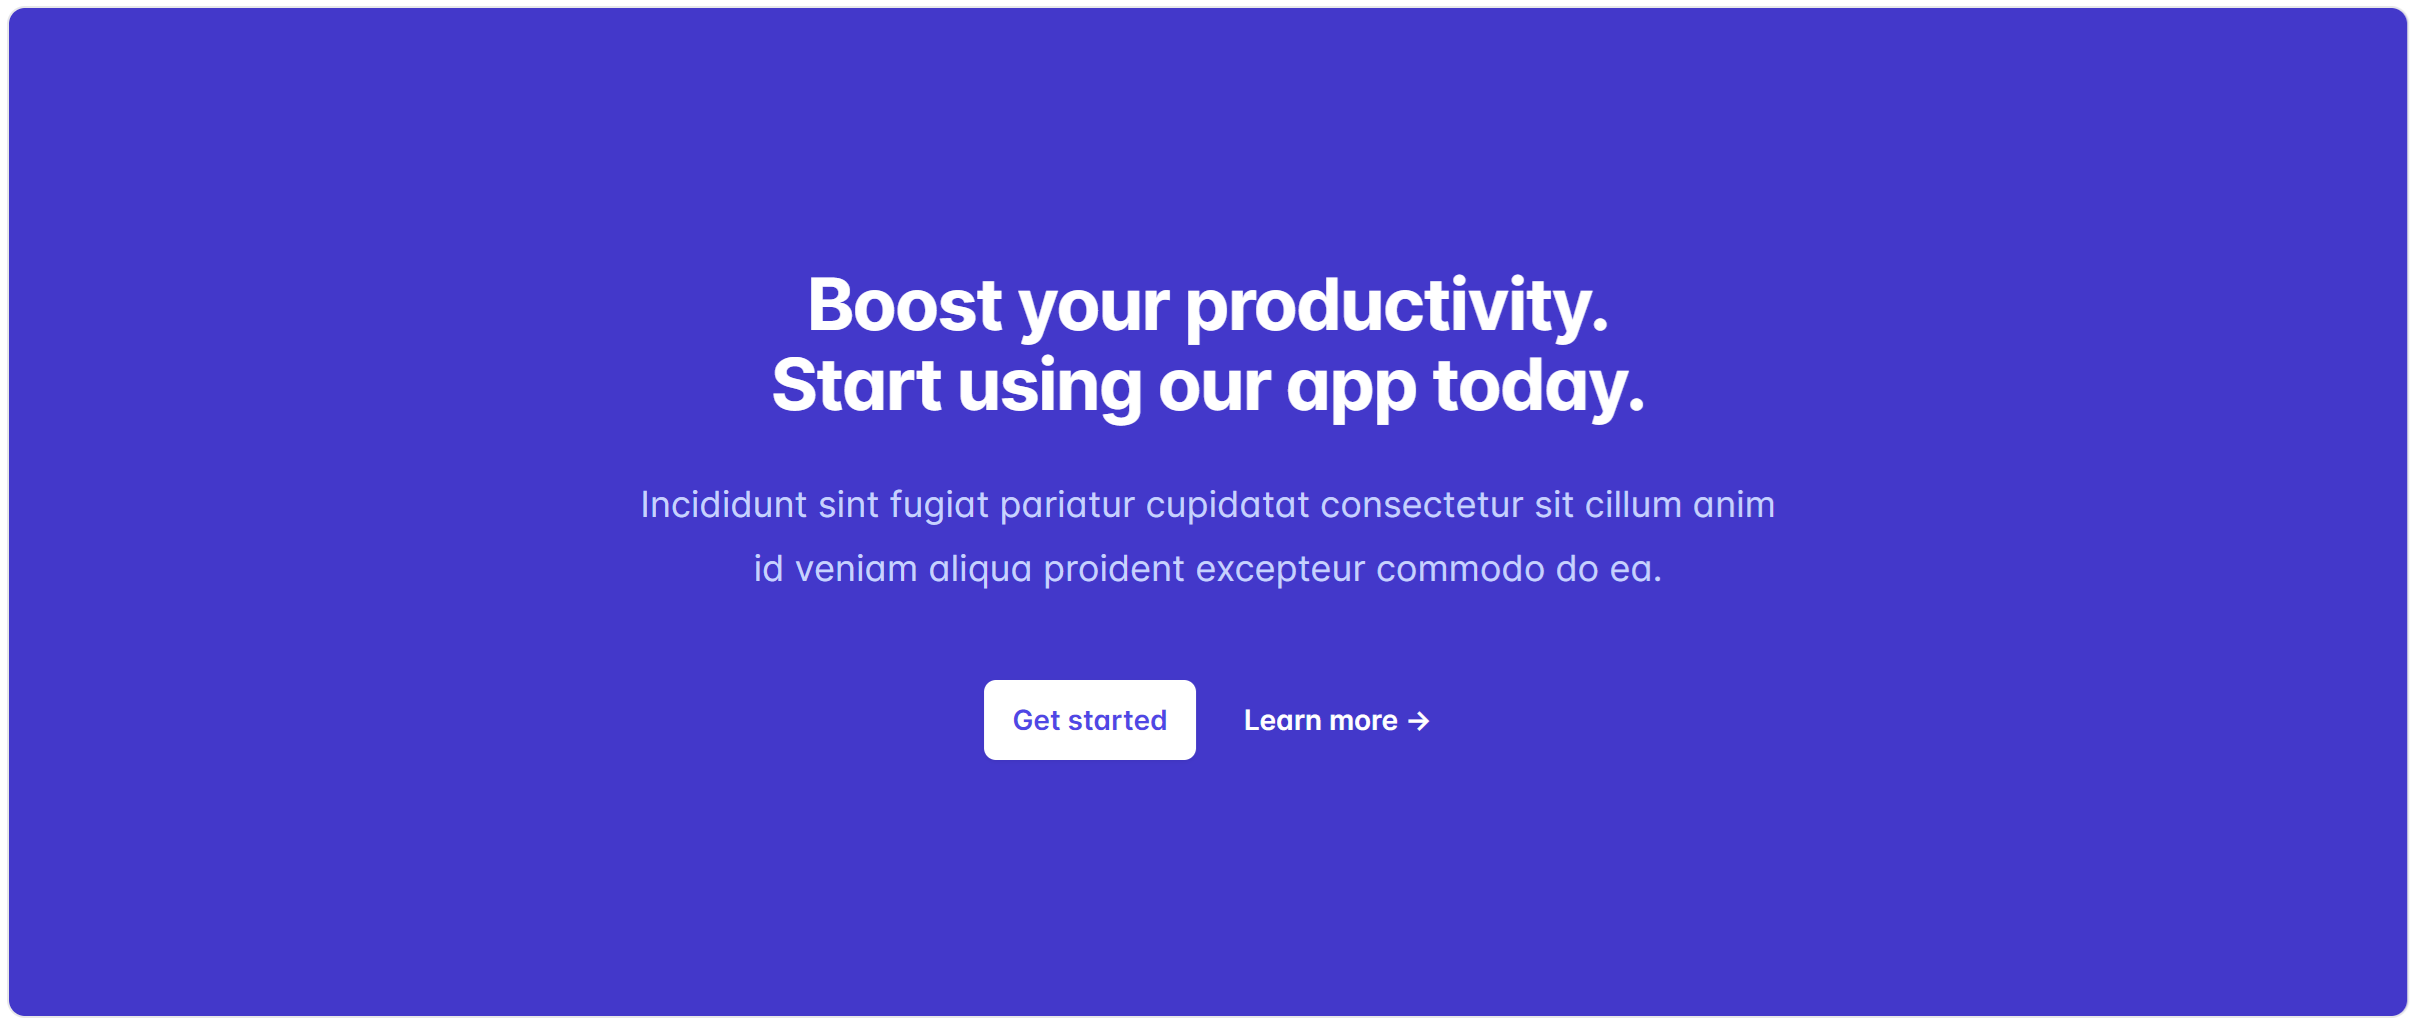 Boost your productivity.
Start using our app today.
Incididunt sint fugiat pariatur cupidatat consectetur sit cillum anim
id veniam aliqua proident excepteur commodo do ea.
Get started
Learn more →